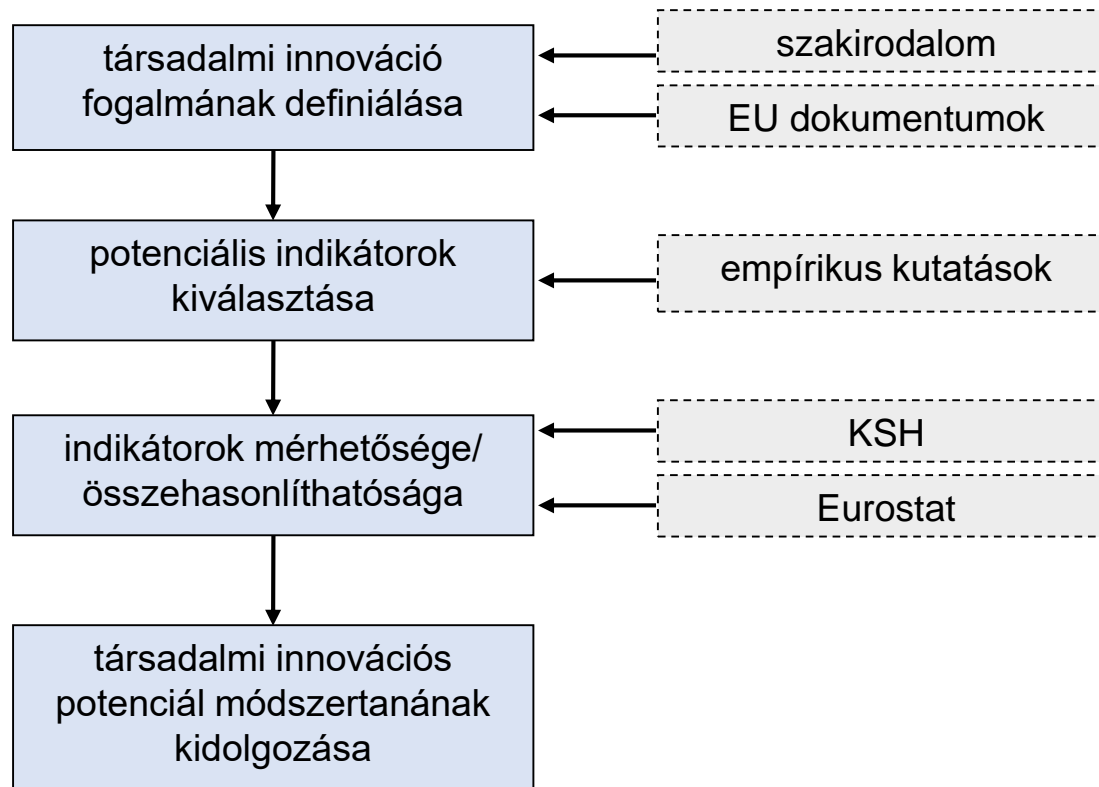 társadalmi innováció
fogalmának definiálása
szakirodalom
EU dokumentumok
potenciális indikátorok
kiválasztása
empírikus kutatások
indikátorok mérhetősége/
összehasonlíthatósága
KSH
Eurostat
társadalmi innovációs
potenciál módszertanának
kidolgozása